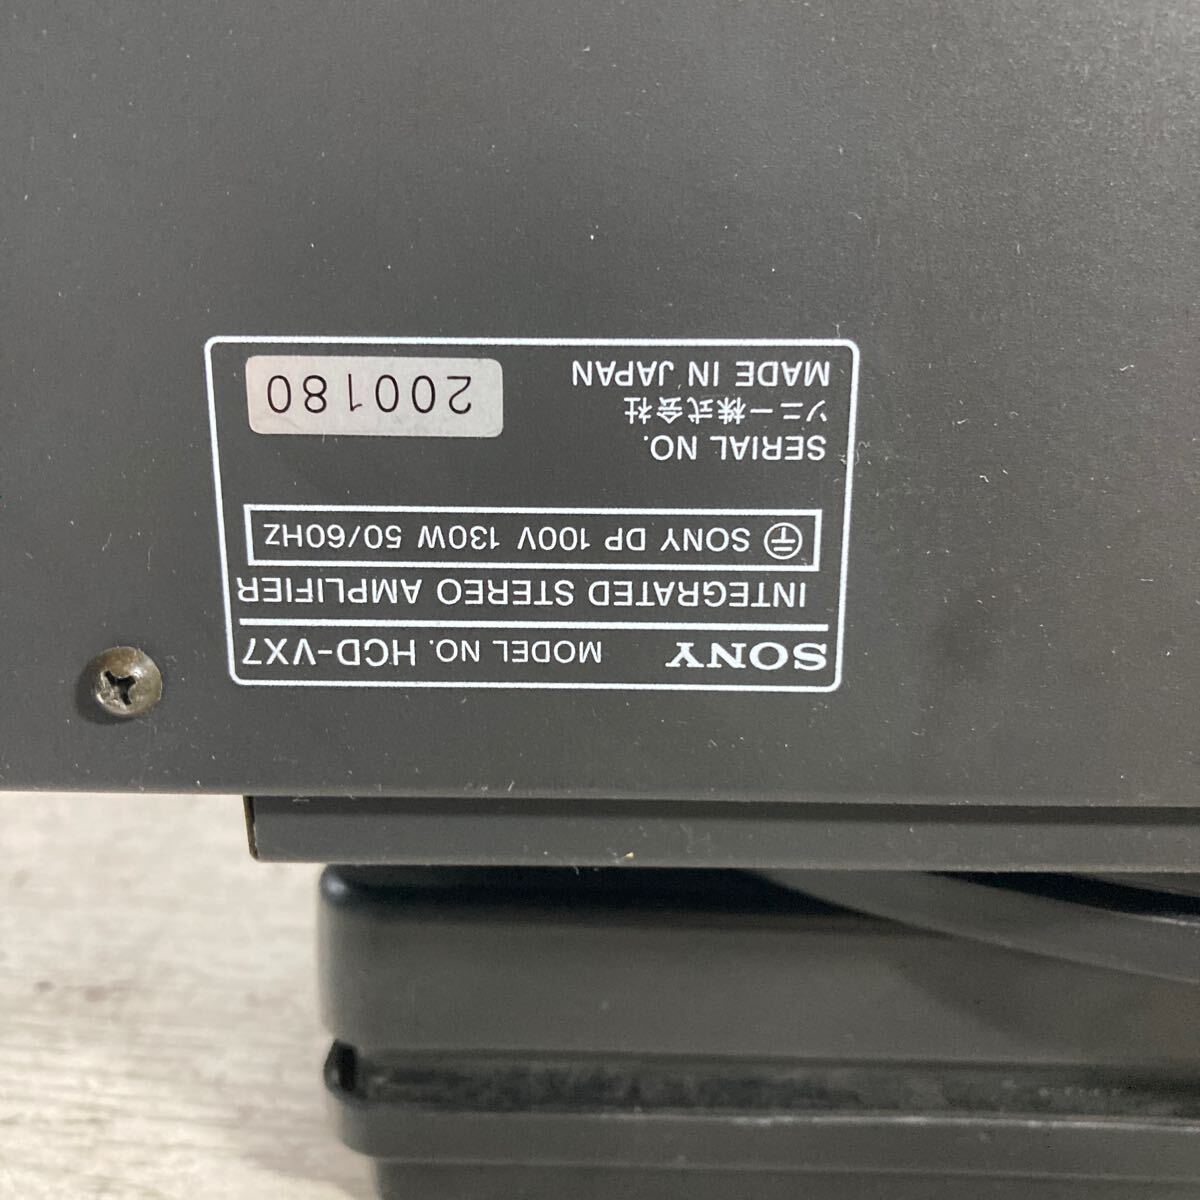 SONY MODEL NO. HCD-VX7
INTEGRATED STEREO AMPLIFIER
SONY DP 100V 130W 50/60HZ
SERIAL NO.
ソニー株式会社
MADE IN JAPAN
200180